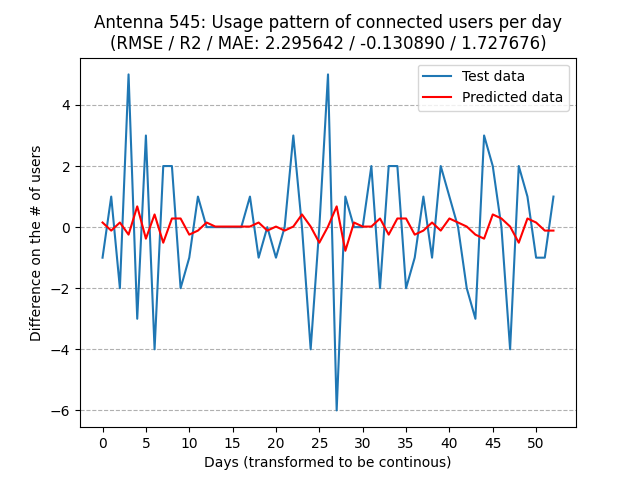 Antenna 545: Usage pattern of connected users per day
(RMSE / R2 / MAE: 2.295642 / -0.130890 / 1.727676)
Test data
Predicted data
Difference on the # of users
4
2
0
−2
−4
−6
0 5 10 15 20 25 30 35 40 45 50
Days (transformed to be continous)